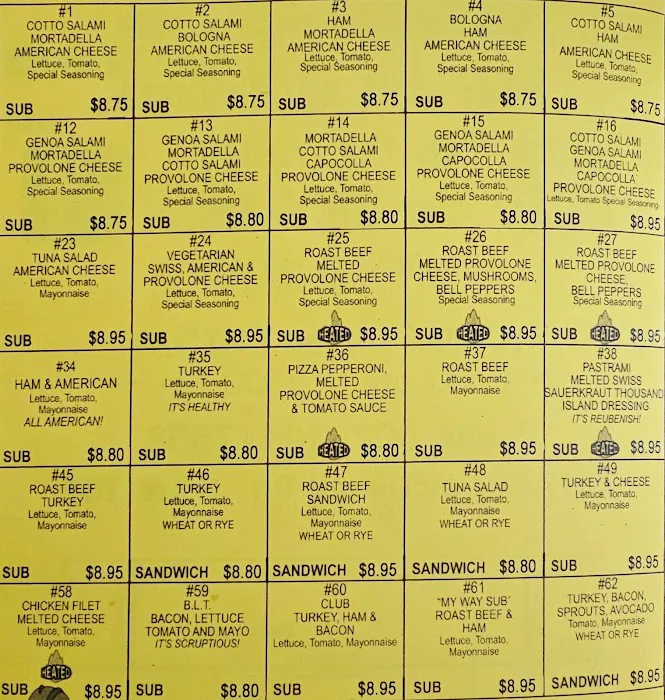 #1
COTTO SALAMI
MORTADELLA
AMERICAN CHEESE
Lettuce, Tomato,
Special Seasoning
SUB $8.75
#2
COTTO SALAMI
BOLOGNA
AMERICAN CHEESE
Lettuce, Tomato,
Special Seasoning
SUB $8.75
#3
HAM
MORTADELLA
AMERICAN CHEESE
Lettuce, Tomato,
Special Seasoning
SUB $8.75
#4
BOLOGNA
HAM
AMERICAN CHEESE
Lettuce, Tomato,
Special Seasoning
SUB $8.75
#5
COTTO SALAMI
HAM
AMERICAN CHEESE
Lettuce, Tomato,
Special Seasoning
SUB $8.75
#12
GENOA SALAMI
MORTADELLA
PROVOLONE CHEESE
Lettuce, Tomato,
Special Seasoning
SUB $8.75
#13
GENOA SALAMI
MORTADELLA
COTTO SALAMI
PROVOLONE CHEESE
Lettuce, Tomato,
Special Seasoning
SUB $8.80
#14
MORTADELLA
COTTO SALAMI
CAPOCOLLA
PROVOLONE CHEESE
Lettuce, Tomato,
Special Seasoning
SUB $8.80
#15
GENOA SALAMI
MORTADELLA
CAPOCOLLA
PROVOLONE CHEESE
Lettuce, Tomato,
Special Seasoning
SUB $8.80
#16
COTTO SALAMI
GENOA SALAMI
MORTADELLA
CAPOCOLLA
PROVOLONE CHEESE
Lettuce, Tomato Special Seasoning
SUB $8.95
#23
TUNA SALAD
AMERICAN CHEESE
Lettuce, Tomato,
Mayonnaise
SUB $8.95
#24
VEGETARIAN
SWISS, AMERICAN &
PROVOLONE CHEESE
Lettuce, Tomato,
Special Seasoning
SUB $8.95
#25
ROAST BEEF
MELTED
PROVOLONE CHEESE
Lettuce, Tomato,
Special Seasoning
SUB HEATED $8.95
#26
ROAST BEEF
MELTED PROVOLONE
CHEESE, MUSHROOMS,
BELL PEPPERS
Special Seasoning
SUB HEATED $8.95
#27
ROAST BEEF
MELTED PROVOLONE
CHEESE,
BELL PEPPERS
Special Seasoning
SUB HEATED $8.95
#34
HAM & AMERICAN
Lettuce, Tomato,
Mayonnaise
ALL AMERICAN!
SUB $8.80
#35
TURKEY
Lettuce, Tomato,
Mayonnaise
IT'S HEALTHY
SUB $8.80
#36
PIZZA PEPPERONI,
MELTED
PROVOLONE CHEESE
& TOMATO SAUCE
SUB HEATED $8.80
#37
ROAST BEEF
Lettuce, Tomato,
Mayonnaise
SUB $8.95
#38
PASTRAMI
MELTED SWISS
SAUERKRAUT THOUSAND
ISLAND DRESSING
IT'S REUBENISH!
SUB HEATED $8.95
#45
ROAST BEEF
TURKEY
Lettuce, Tomato,
Mayonnaise
SUB $8.95
#46
TURKEY
Lettuce, Tomato,
Mayonnaise
WHEAT OR RYE
SANDWICH $8.80
#47
ROAST BEEF
SANDWICH
Lettuce, Tomato,
Mayonnaise
WHEAT OR RYE
SANDWICH $8.95
#48
TUNA SALAD
Lettuce, Tomato,
Mayonnaise
WHEAT OR RYE
SANDWICH $8.80
#49
TURKEY & CHEESE
Lettuce, Tomato,
Mayonnaise
SUB $8.95
#58
CHICKEN FILET
MELTED CHEESE
Lettuce, Tomato,
Mayonnaise
HEATED
SUB $8.95
#59
B.L.T.
BACON, LETTUCE
TOMATO AND MAYO
IT'S SCRUPTIOUS!
SUB $8.80
#60
CLUB
TURKEY, HAM &
BACON
Lettuce, Tomato, Mayonnaise
SUB $8.95
#61
"MY WAY SUB"
ROAST BEEF &
HAM
Lettuce, Tomato,
Mayonnaise
SUB $8.95
#62
TURKEY, BACON,
SPROUTS, AVOCADO
Tomato, Mayonnaise
WHEAT OR RYE
SANDWICH $8.95